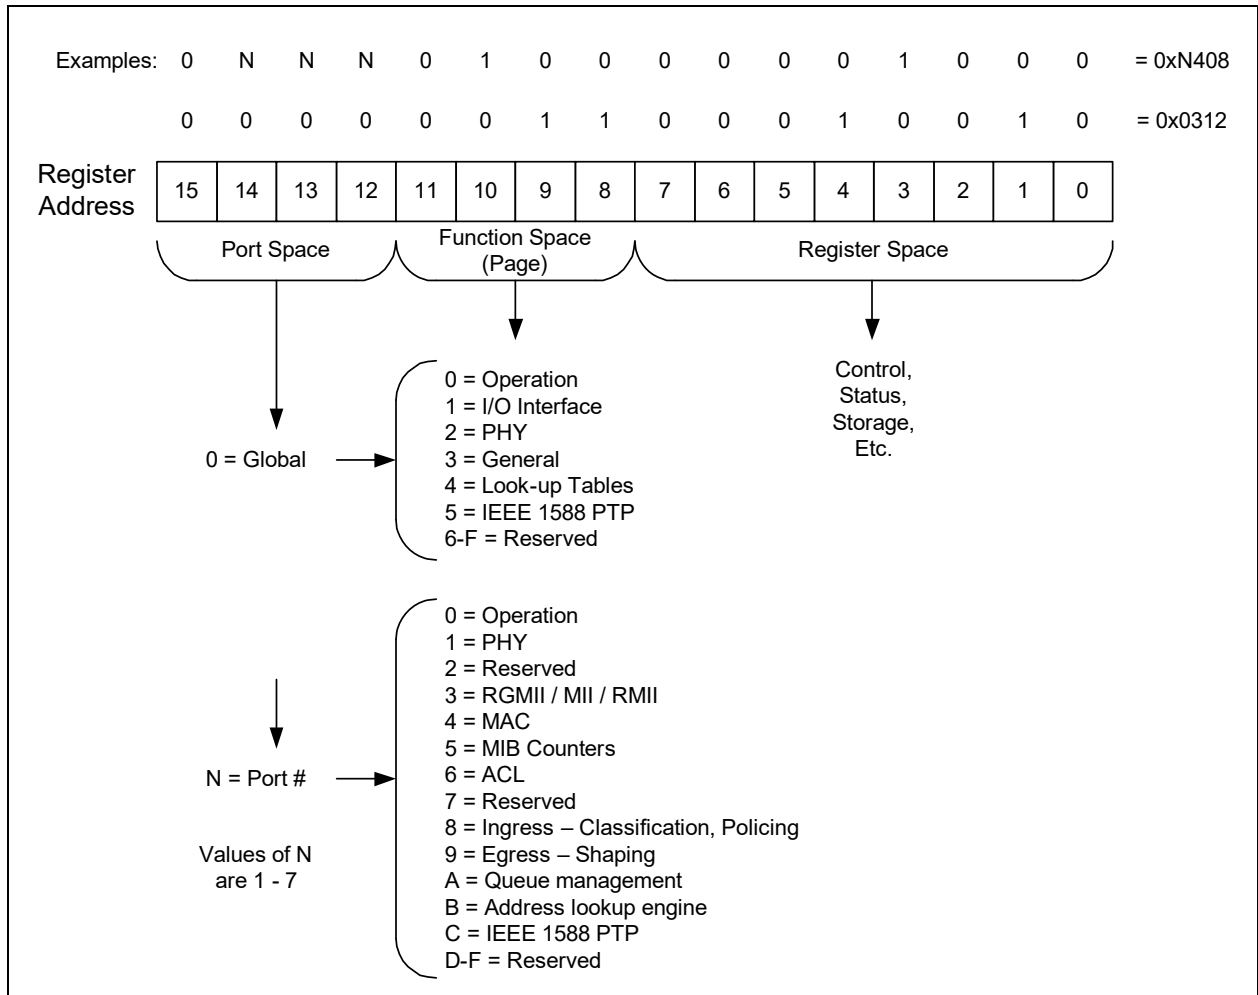 Examples: 0 N N N 0 1 0 0 0 0 0 0 1 0 0 0 = 0xN408
0 0 0 0 0 0 1 1 0 0 0 1 0 0 1 0 = 0x0312
Register
Address
15 14 13 12 11 10 9 8 7 6 5 4 3 2 1 0
Port Space
Function Space
(Page)
Register Space
0 = Global
0 = Operation
1 = I/O Interface
2 = PHY
3 = General
4 = Look-up Tables
5 = IEEE 1588 PTP
6-F = Reserved
Control,
Status,
Storage,
Etc.
N = Port #
Values of N
are 1 - 7
0 = Operation
1 = PHY
2 = Reserved
3 = RGMII / MII / RMII
4 = MAC
5 = MIB Counters
6 = ACL
7 = Reserved
8 = Ingress – Classification, Policing
9 = Egress – Shaping
A = Queue management
B = Address lookup engine
C = IEEE 1588 PTP
D-F = Reserved